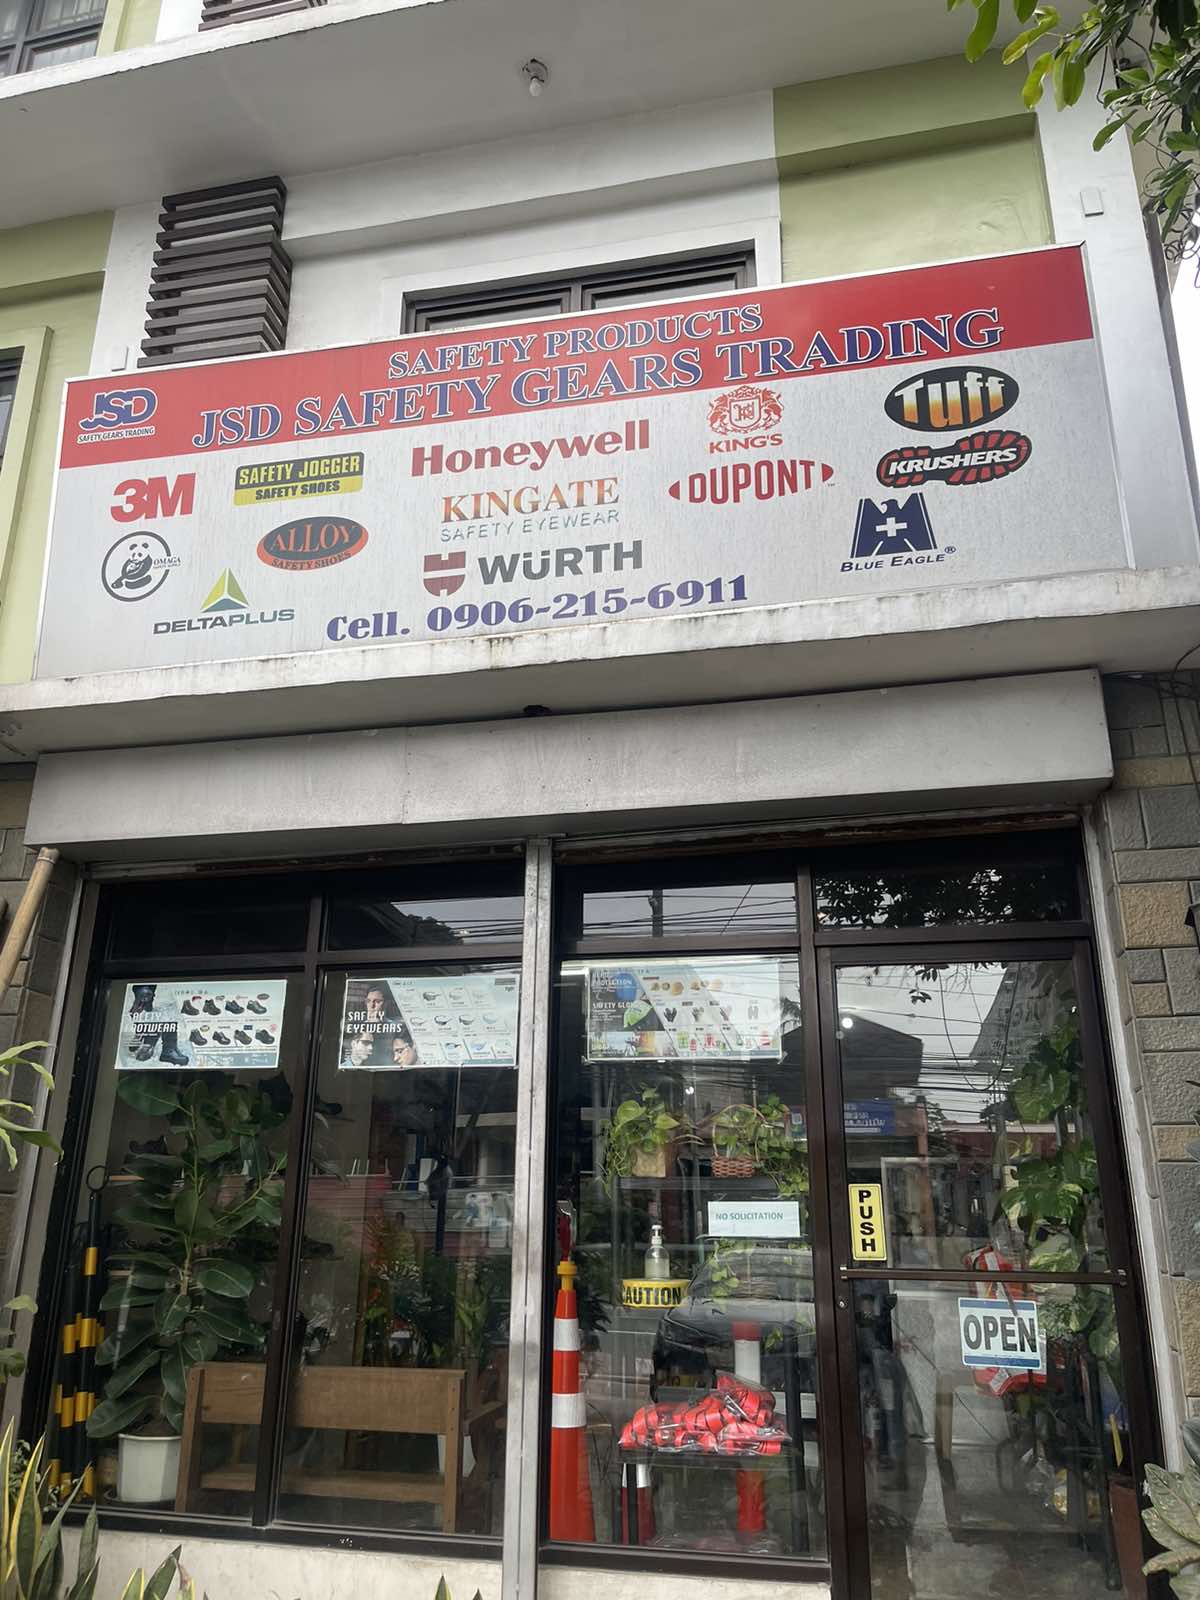 SAFETY PRODUCTS
JSD SAFETY GEARS TRADING
JSD
SAFETY GEARS TRADING
3M
SAFETY JOGGER
SAFETY SHOES
Honeywell
KING'S
Tuff
KINGATE
SAFETY EYEWEAR
DUPONT
KRUSHERS
OMAGA
ALLOY
SAFETY SHOES
WÜRTH
BLUE EAGLE®
DELTAPLUS
Cell. 0906-215-6911
SAFETY
FOOTWEARS
SAFETY
EYEWEARS
PROTECTION
NO SOLICITATION
PUSH
CAUTION
OPEN